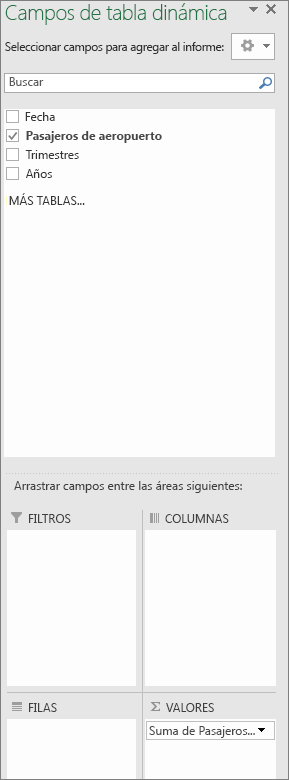 Campos de tabla dinámica
Seleccionar campos para agregar al informe:
Buscar
Fecha
Pasajeros de aeropuerto
Trimestres
Años
MÁS TABLAS...
Arrastrar campos entre las áreas siguientes:
FILTROS
COLUMNAS
FILAS
VALORES
Suma de Pasajeros...